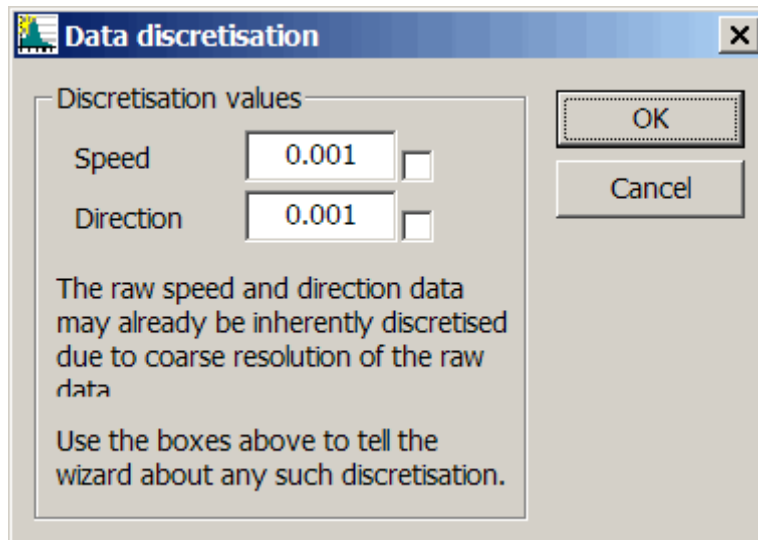 Data discretisation
Discretisation values
Speed 0.001
Direction 0.001
The raw speed and direction data
may already be inherently discretised
due to coarse resolution of the raw
data
Use the boxes above to tell the
wizard about any such discretisation.
OK
Cancel